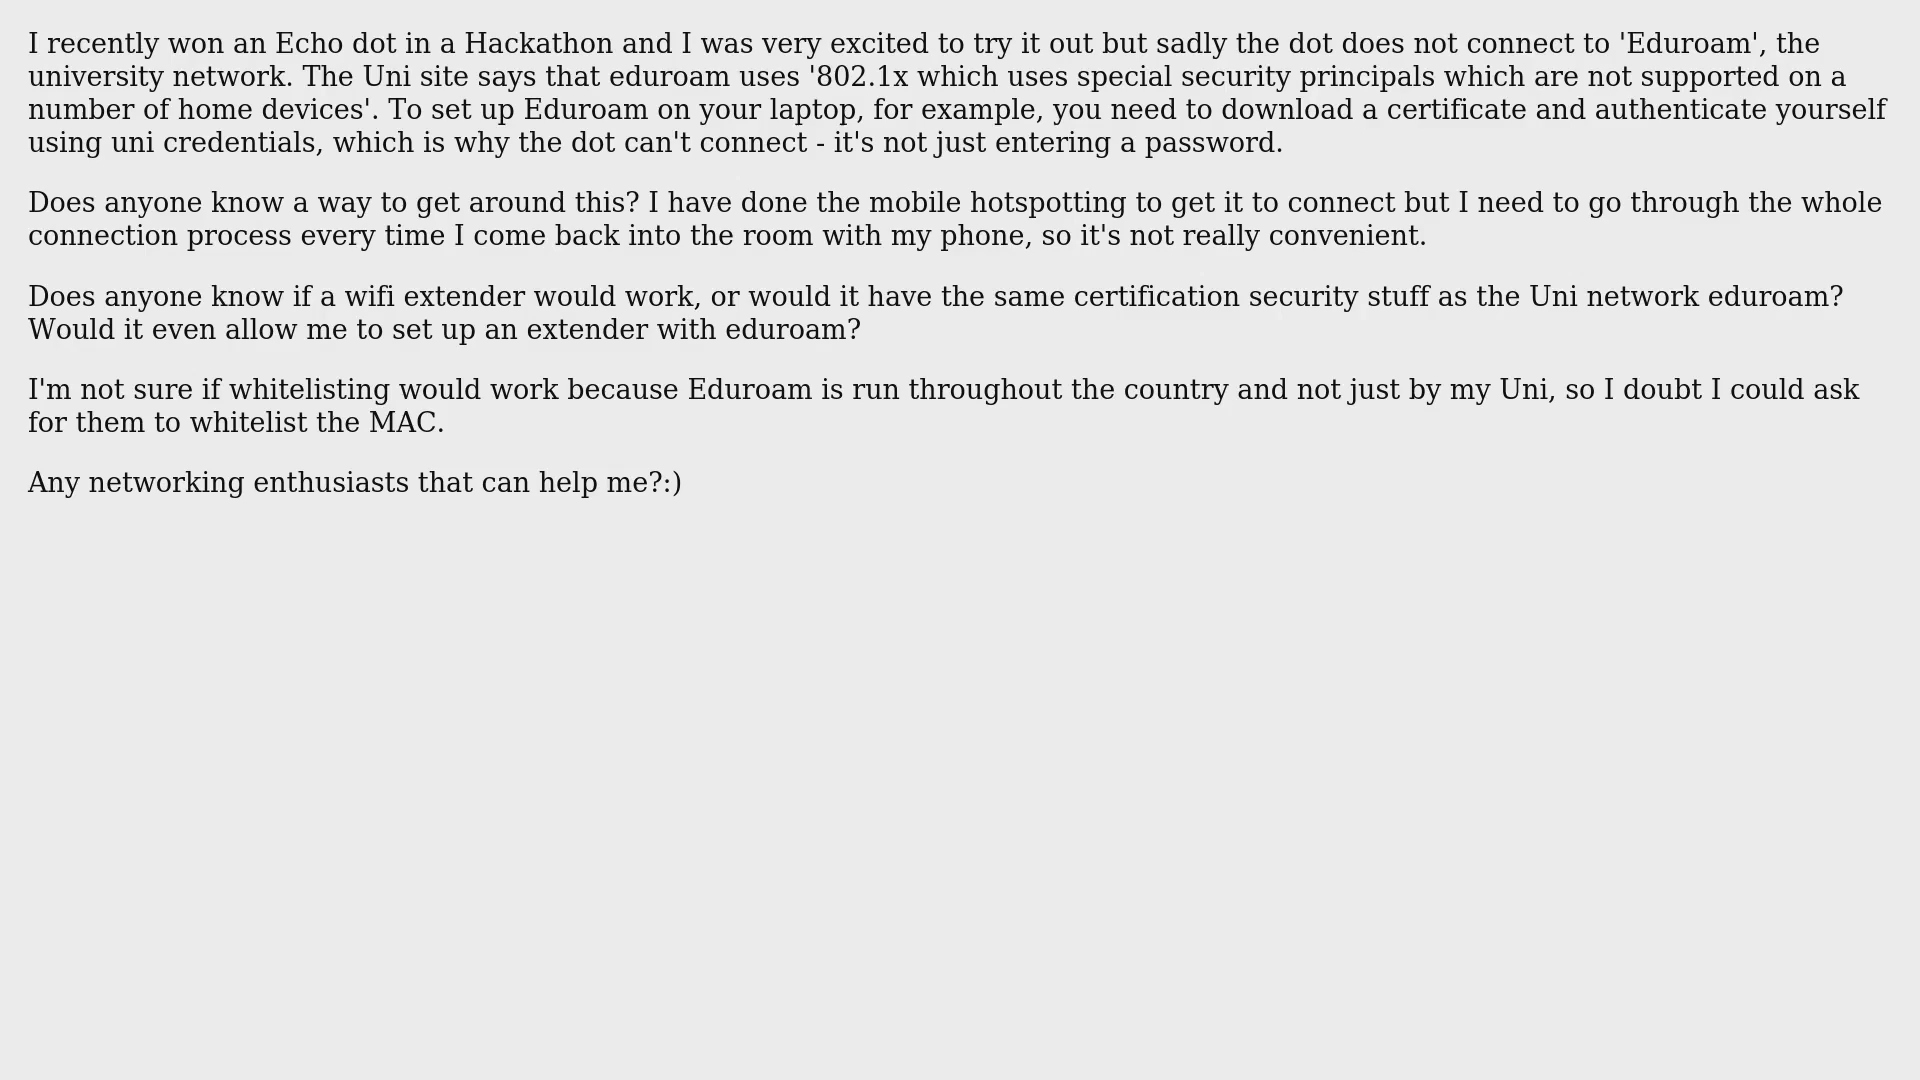 I recently won an Echo dot in a Hackathon and I was very excited to try it out but sadly the dot does not connect to 'Eduroam', the
university network. The Uni site says that eduroam uses '802.1x which uses special security principals which are not supported on a
number of home devices'. To set up Eduroam on your laptop, for example, you need to download a certificate and authenticate yourself
using uni credentials, which is why the dot can't connect - it's not just entering a password.
Does anyone know a way to get around this? I have done the mobile hotspotting to get it to connect but I need to go through the whole
connection process every time I come back into the room with my phone, so it's not really convenient.
Does anyone know if a wifi extender would work, or would it have the same certification security stuff as the Uni network eduroam?
Would it even allow me to set up an extender with eduroam?
I'm not sure if whitelisting would work because Eduroam is run throughout the country and not just by my Uni, so I doubt I could ask
for them to whitelist the MAC.
Any networking enthusiasts that can help me?:)